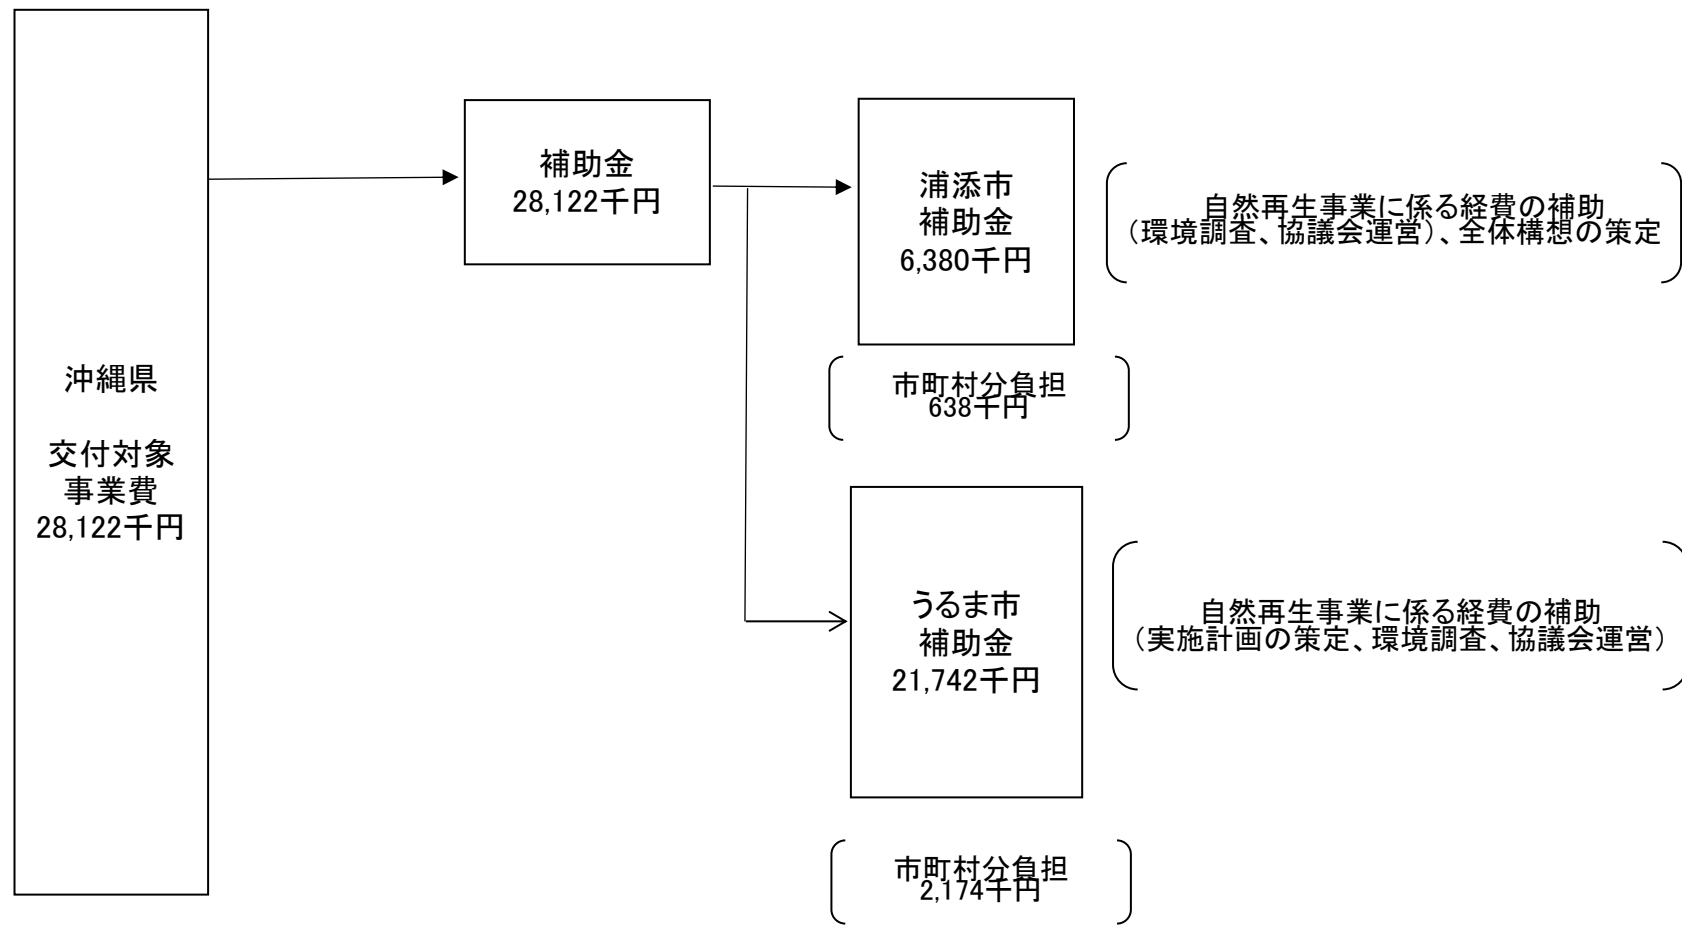 沖縄県
交付対象
事業費
28,122千円
補助金
28,122千円
浦添市
補助金
6,380千円
自然再生事業に係る経費の補助
（環境調査、協議会運営）、全体構想の策定
市町村分負担
638千円
うるま市
補助金
21,742千円
自然再生事業に係る経費の補助
（実施計画の策定、環境調査、協議会運営）
市町村分負担
2,174千円